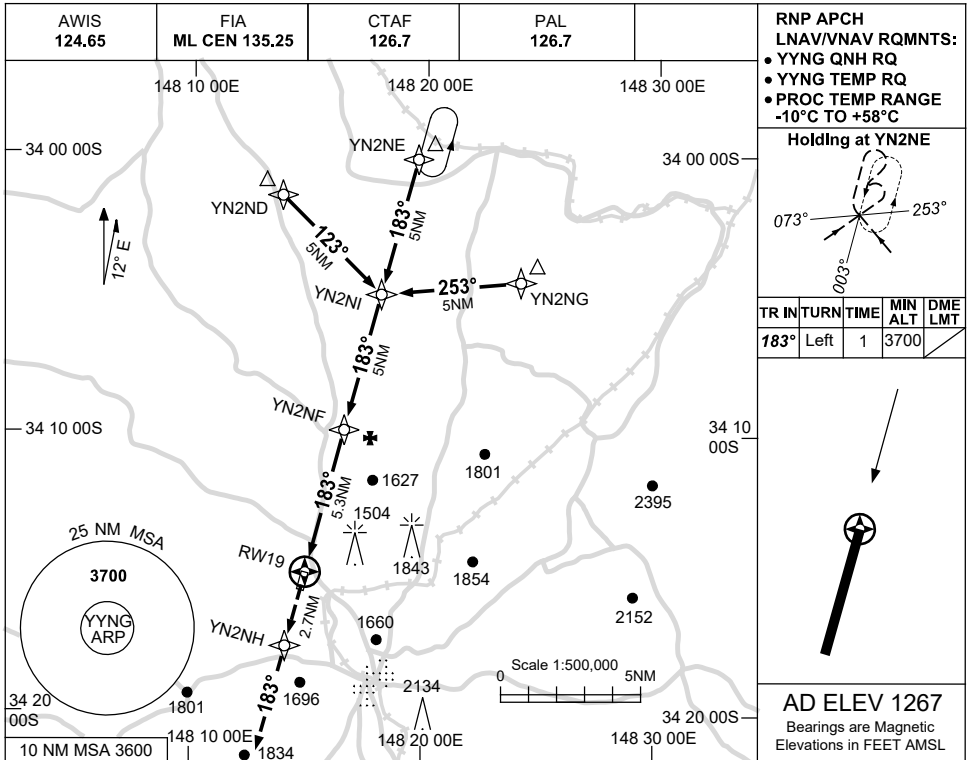 AWIS
124.65
FIA
ML CEN 135.25
CTAF
126.7
PAL
126.7
RNP APCH
LNAV/VNAV RQMNTS:
• YYNG QNH RQ
• YYNG TEMP RQ
• PROC TEMP RANGE
-10°C TO +58°C
148 10 00E
148 20 00E
148 30 00E
34 00 00S
34 00 00S
YN2NE
YN2ND
12° E
123°
5NM
183°
5NM
YN2NI
253°
5NM
YN2NG
183°
5NM
YN2NF
34 10 00S
34 10
00S
183°
5.3NM
1627
1801
2395
1504
1843
1854
2152
RW19
2.7NM
YN2NH
1660
1696
183°
1801
1834
2134
25 NM MSA
3700
YYNG
ARP
Scale 1:500,000
0
5NM
34 20
00S
34 20 00S
148 10 00E
148 20 00E
148 30 00E
10 NM MSA 3600
Holding at YN2NE
073°
253°
003°
TR IN TURN TIME MIN ALT DME LMT
183° Left 1 3700
AD ELEV 1267
Bearings are Magnetic
Elevations in FEET AMSL